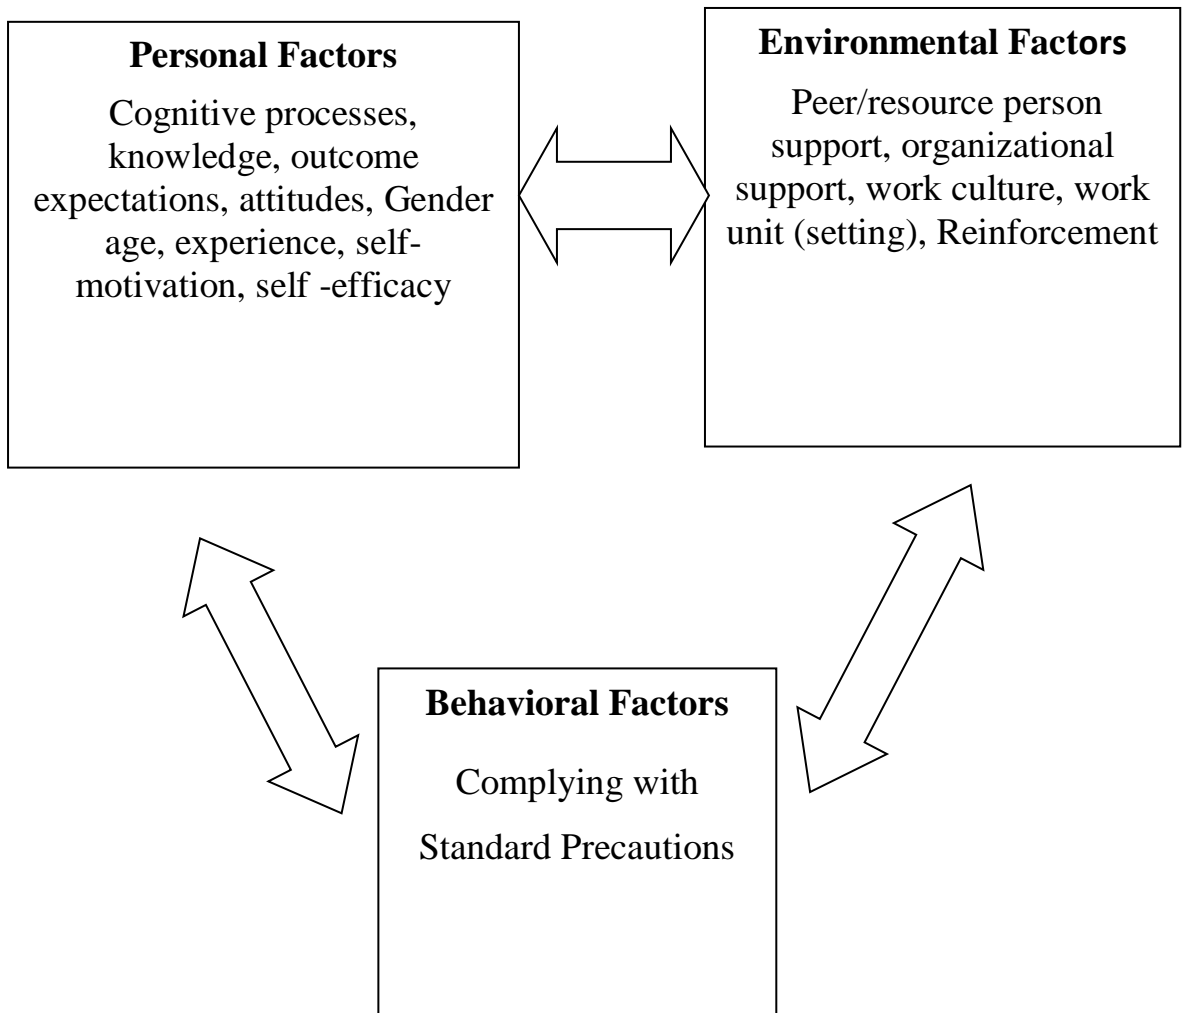 Personal Factors
Cognitive processes,
knowledge, outcome
expectations, attitudes, Gender
age, experience, self-
motivation, self -efficacy
Environmental Factors
Peer/resource person
support, organizational
support, work culture, work
unit (setting), Reinforcement
Behavioral Factors
Complying with
Standard Precautions